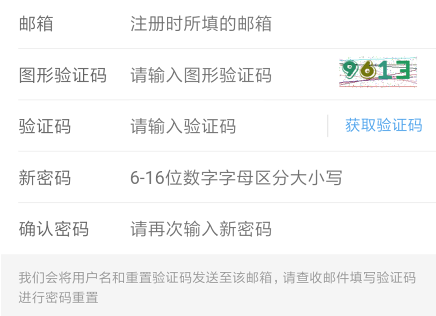 邮箱 注册时所填的邮箱
图形验证码 请输入图形验证码 9613
验证码 请输入验证码 获取验证码
新密码 6-16位数字字母区分大小写
确认密码 请再次输入新密码
我们会将用户名和重置验证码发送至该邮箱，请查收邮件填写验证码
进行密码重置